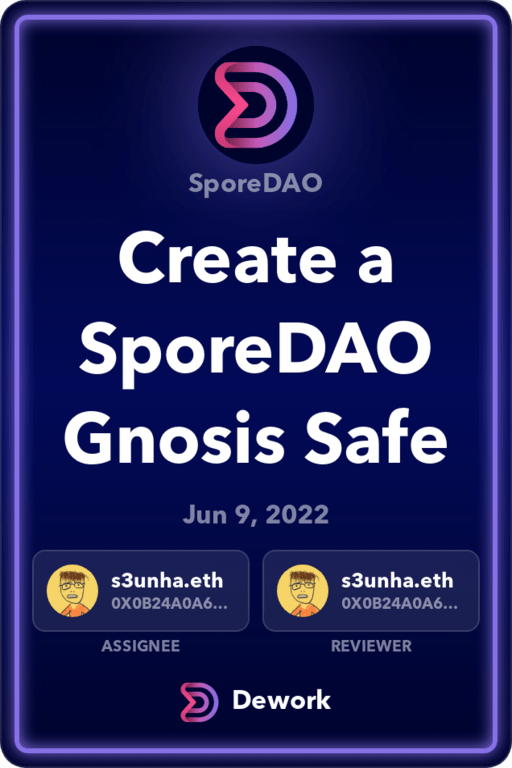 SporeDAO
Create a
SporeDAO
Gnosis Safe
Jun 9, 2022
s3unha.eth
0X0B24A0A6...
ASSIGNEE
s3unha.eth
0X0B24A0A6...
REVIEWER
Dework